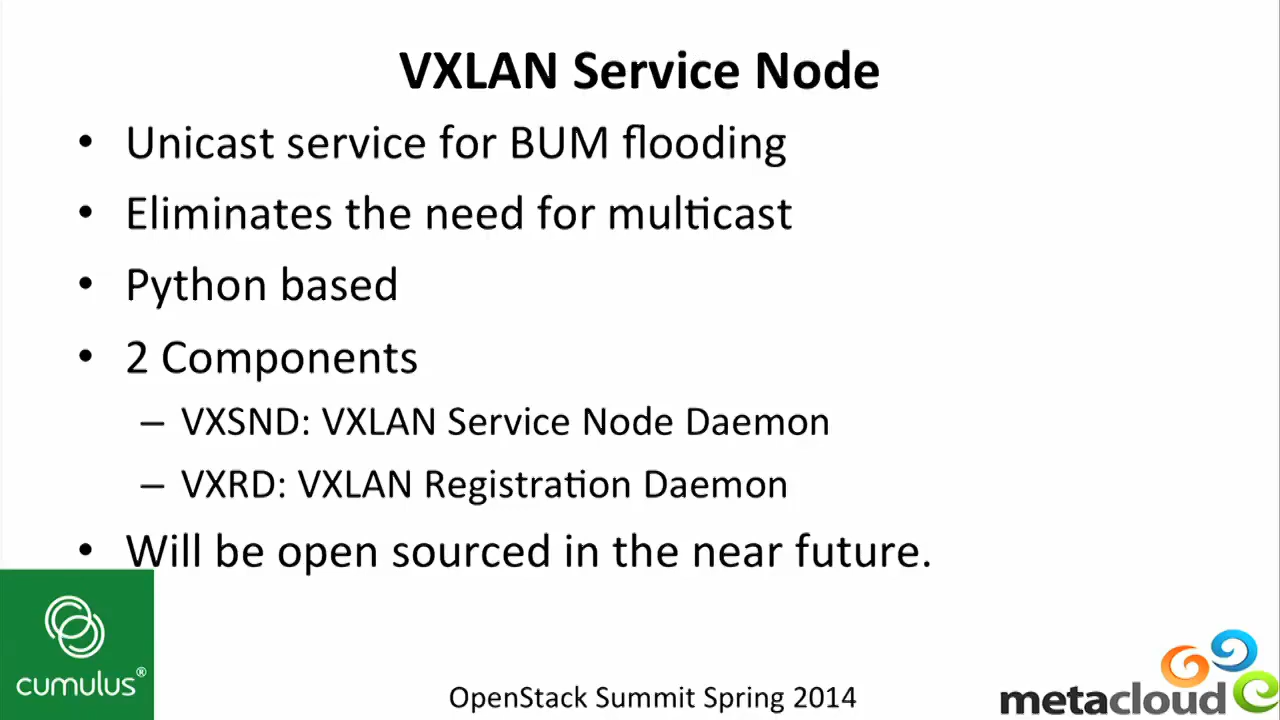 VXLAN Service Node
• Unicast service for BUM flooding
• Eliminates the need for multicast
• Python based
• 2 Components
– VXSND: VXLAN Service Node Daemon
– VXRD: VXLAN Registration Daemon
• Will be open sourced in the near future.
cumulus®
OpenStack Summit Spring 2014
metacloud